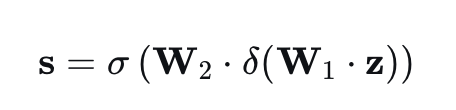 s = σ (W₂ · δ(W₁ · z))